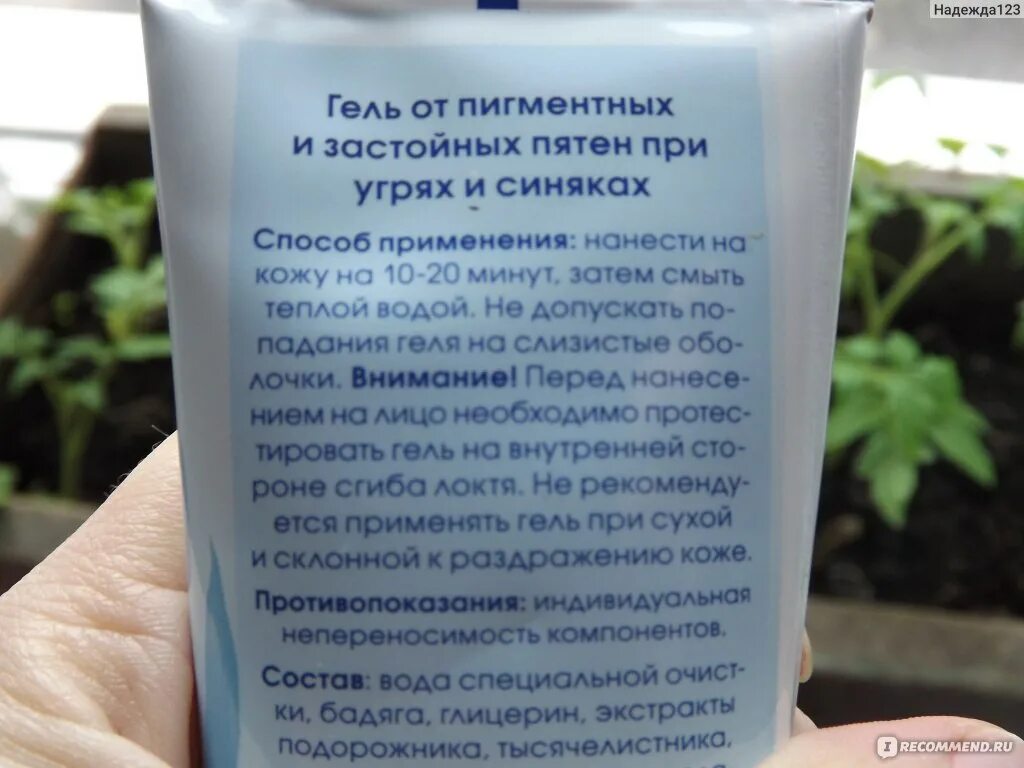 Надежда123
Гель от пигментных
и застойных пятен при
угрях и синяках
Способ применения: нанести на
кожу на 10-20 минут, затем смыть
теплой водой. Не допускать по-
падания геля на слизистые обо-
лочки. Внимание! Перед нанесе-
нием на лицо необходимо протес-
тировать гель на внутренней сто-
роне сгиба локтя. Не рекоменду-
ется применять гель при сухой
и склонной к раздражению коже.
Противопоказания: индивидуальная
непереносимость компонентов.
Состав: вода специальной очист-
ки, бадяга, глицерин, экстракты
подорожника, тысячелистника,
IRECOMMEND.RU